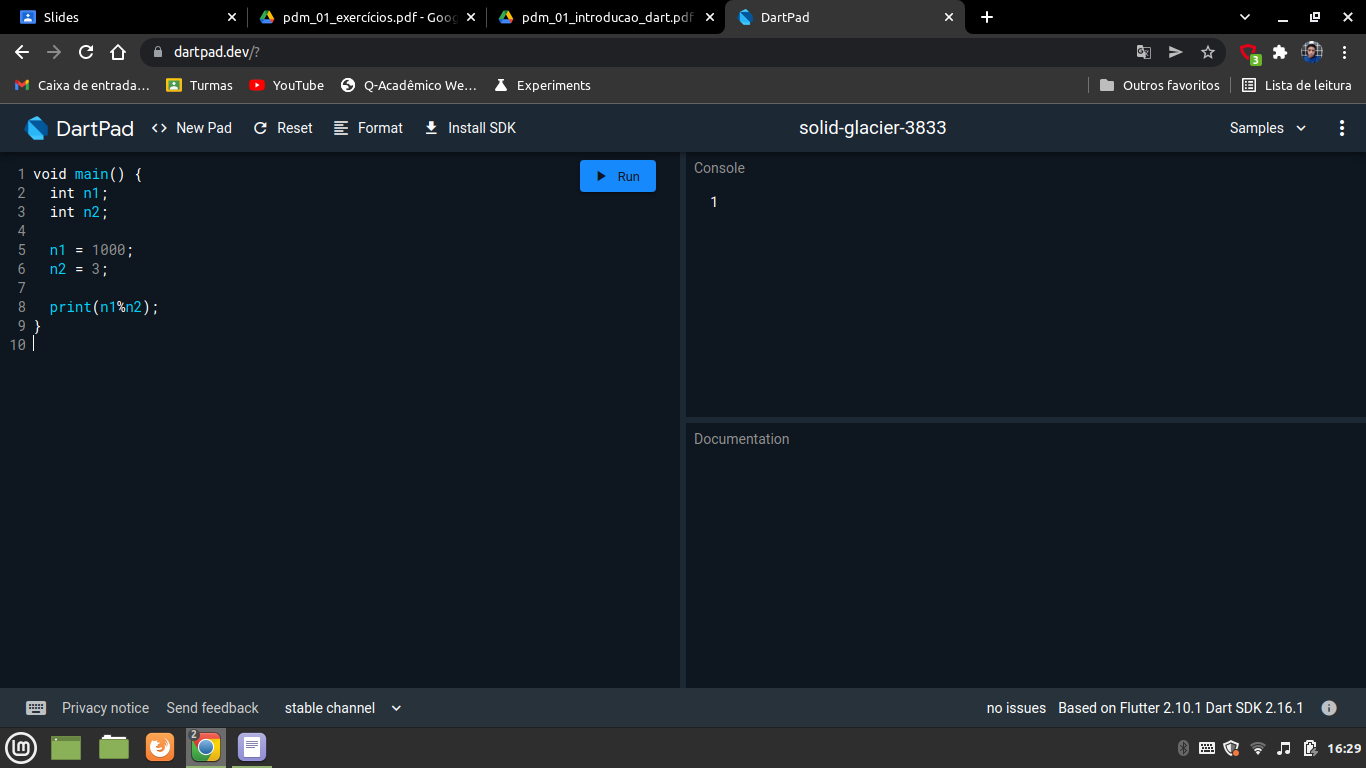 Slides
pdm_01_exercícios.pdf - Goog
pdm_01_introducao_dart.pdf
DartPad
dartpad.dev/?
3
Caixa de entrada…
Turmas
YouTube
Q-Acadêmico We…
Experiments
Outros favoritos
Lista de leitura
DartPad
<> New Pad
Reset
Format
Install SDK
solid-glacier-3833
Samples
1 void main() {
2 int n1;
3 int n2;
4
5 n1 = 1000;
6 n2 = 3;
7
8 print(n1%n2);
9 }
10
Run
Console
1
Documentation
Privacy notice
Send feedback
stable channel
no issues
Based on Flutter 2.10.1 Dart SDK 2.16.1
2
16:29